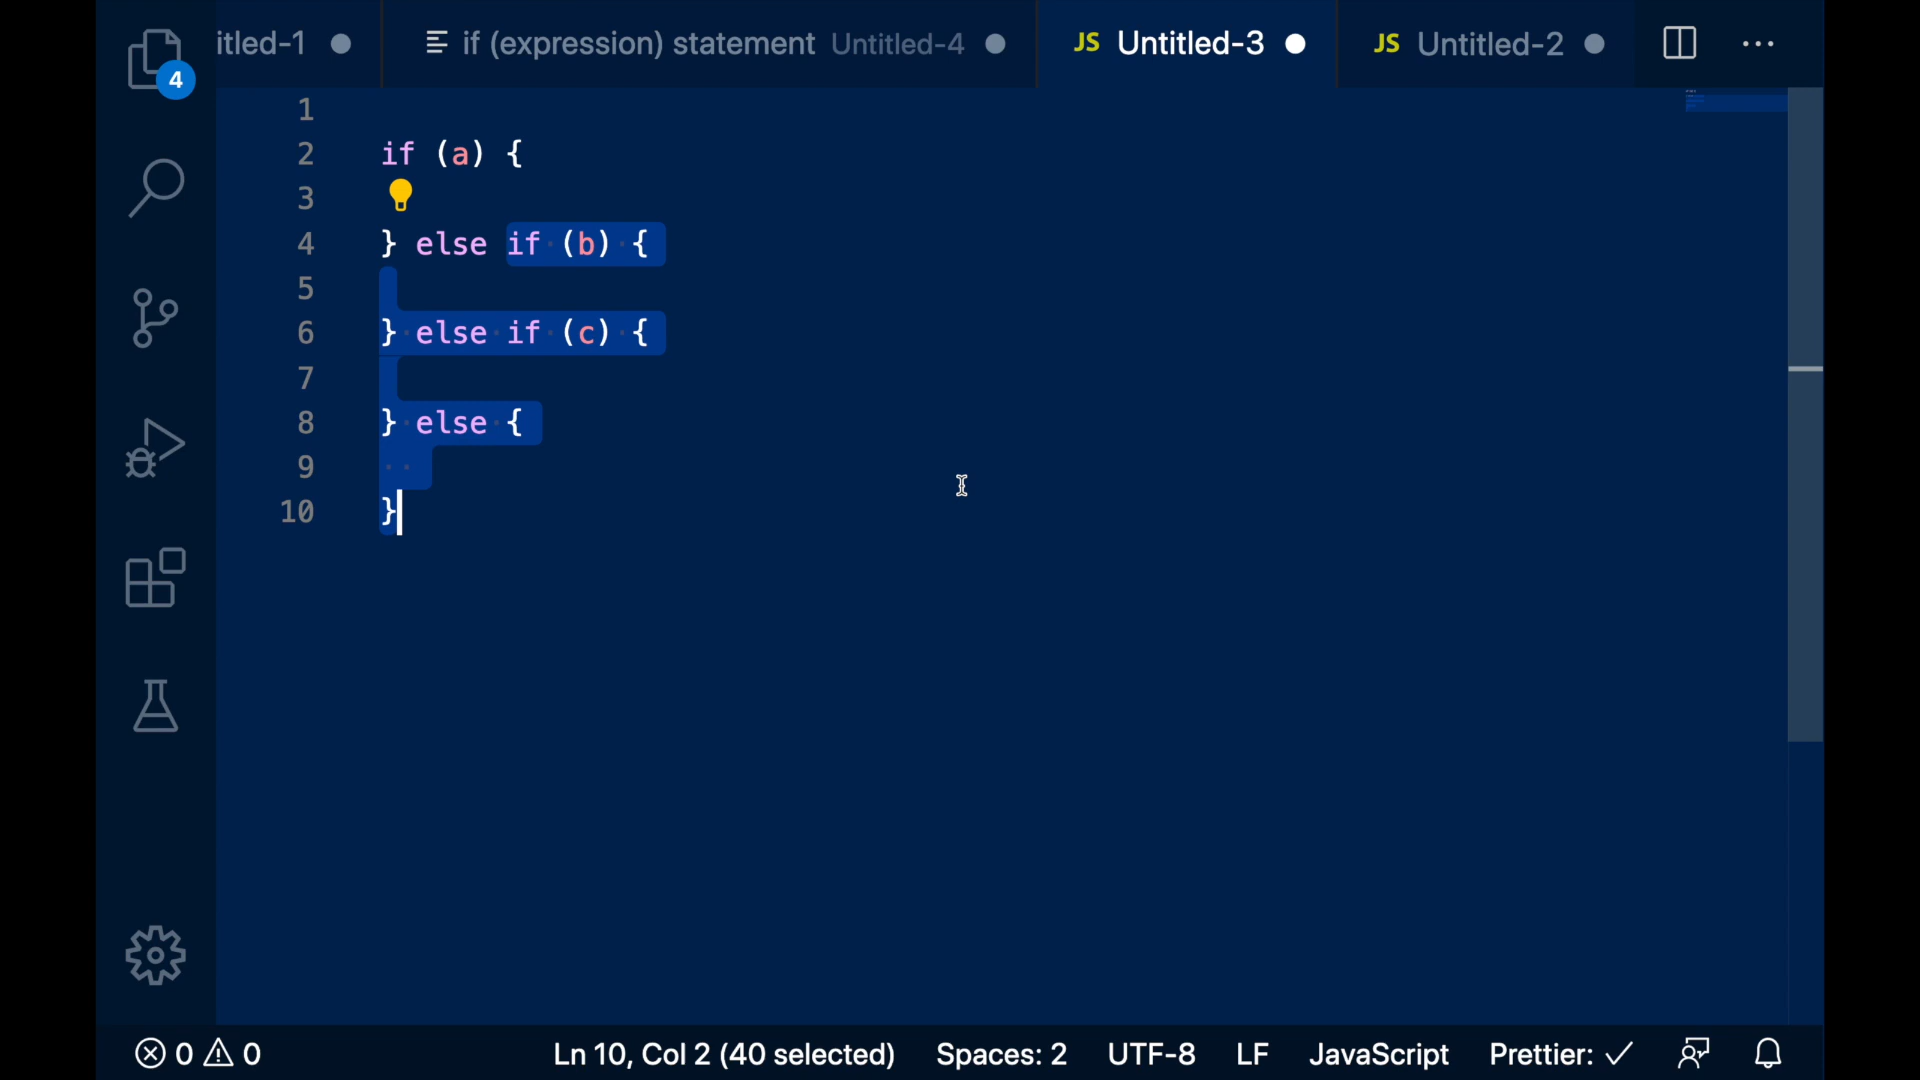 itled-1 if (expression) statement Untitled-4 JS Untitled-3 JS Untitled-2 ···
4
1
2 if (a) {
3
4 } else if (b) {
5
6 } else if (c) {
7
8 } else {
9
10 }
0 0 Ln 10, Col 2 (40 selected) Spaces: 2 UTF-8 LF JavaScript Prettier: ✓